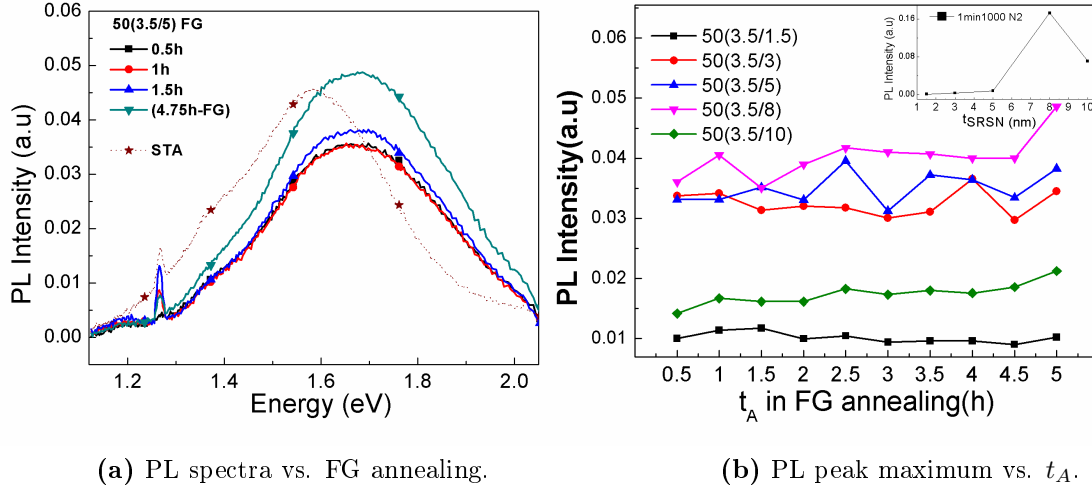 50(3.5/5) FG
0.5h
1h
1.5h
(4.75h-FG)
STA
PL Intensity (a.u)
0.06
0.05
0.04
0.03
0.02
0.01
0.00
1.2 1.4 1.6 1.8 2.0
Energy (eV)
(a) PL spectra vs. FG annealing.
50(3.5/1.5)
50(3.5/3)
50(3.5/5)
50(3.5/8)
50(3.5/10)
PL Intensity(a.u)
0.06
0.05
0.04
0.03
0.02
0.01
0.5 1 1.5 2 2.5 3 3.5 4 4.5 5
t_A in FG annealing(h)
1min1000 N2
PL Intensity (a.u)
0.16
0.08
0.00
1 2 3 4 5 6 7 8 9 10
t_SRSN (nm)
(b) PL peak maximum vs. t_A.